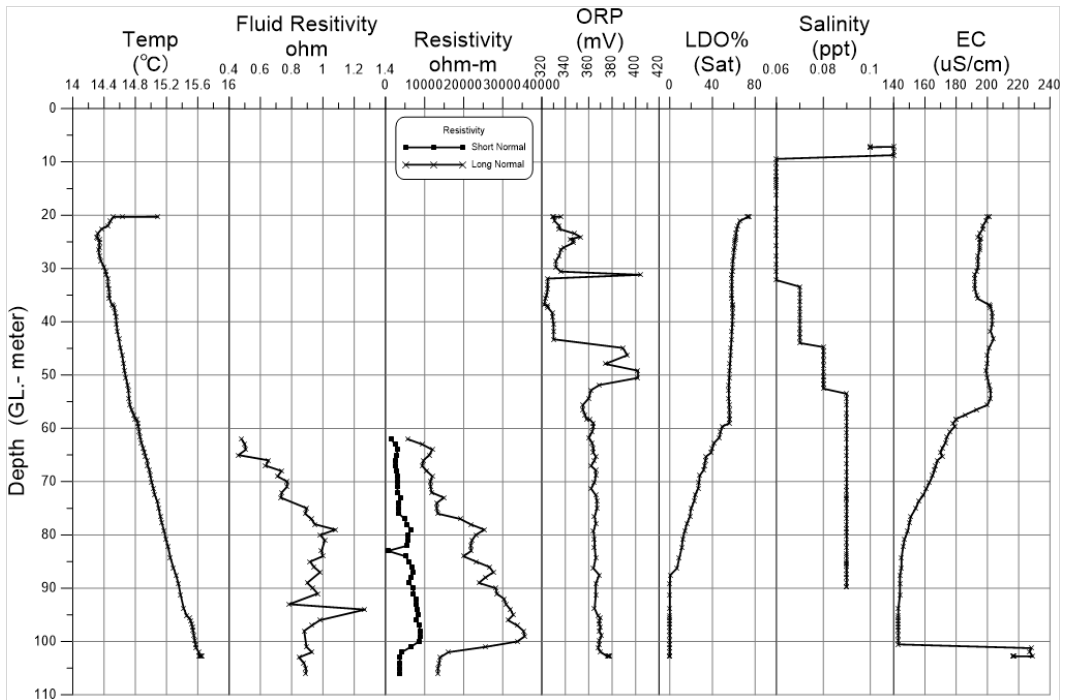 Temp
(℃)
14 14.4 14.8 15.2 15.6 16
Fluid Resitivity
ohm
0.4 0.6 0.8 1 1.2 1.4
Resistivity
ohm-m
0 10000 20000 30000 40000
ORP
(mV)
320 340 360 380 400 420
LDO%
(Sat)
0 40 80
Salinity
(ppt)
0.06 0.08 0.1
EC
(uS/cm)
140 160 180 200 220 240
Resistivity
Short Normal
Long Normal
Depth (GL.- meter)
0
10
20
30
40
50
60
70
80
90
100
110